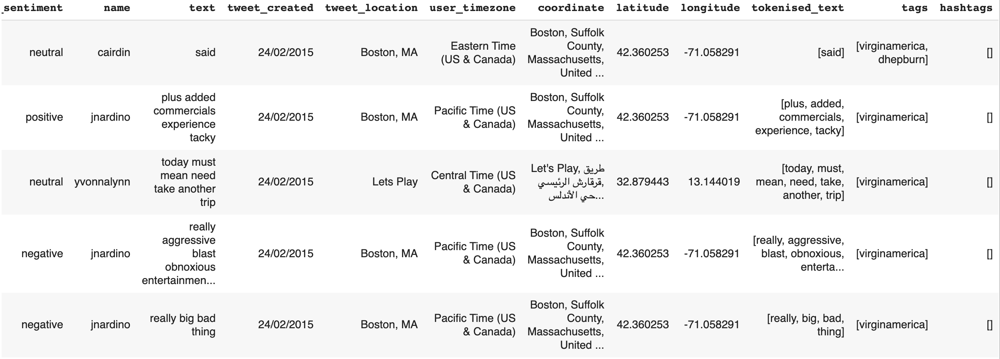 _sentiment name text tweet_created tweet_location user_timezone coordinate latitude longitude tokenised_text tags hashtags
neutral cairdin said 24/02/2015 Boston, MA Eastern Time (US & Canada) Boston, Suffolk County, Massachusetts, United ... 42.360253 -71.058291 [said] [virginamerica, dhepburn] []
positive jnardino plus added commercials experience tacky 24/02/2015 Boston, MA Pacific Time (US & Canada) Boston, Suffolk County, Massachusetts, United ... 42.360253 -71.058291 [plus, added, commercials, experience, tacky] [virginamerica] []
neutral yvonnalynn today must mean need take another trip 24/02/2015 Lets Play Central Time (US & Canada) Let's Play, طريق قرقارش الرئيسي, حي الأندلس... 32.879443 13.144019 [today, must, mean, need, take, another, trip] [virginamerica] []
negative jnardino really aggressive blast obnoxious entertainmen... 24/02/2015 Boston, MA Pacific Time (US & Canada) Boston, Suffolk County, Massachusetts, United ... 42.360253 -71.058291 [really, aggressive, blast, obnoxious, enterta... [virginamerica] []
negative jnardino really big bad thing 24/02/2015 Boston, MA Pacific Time (US & Canada) Boston, Suffolk County, Massachusetts, United ... 42.360253 -71.058291 [really, big, bad, thing] [virginamerica] []